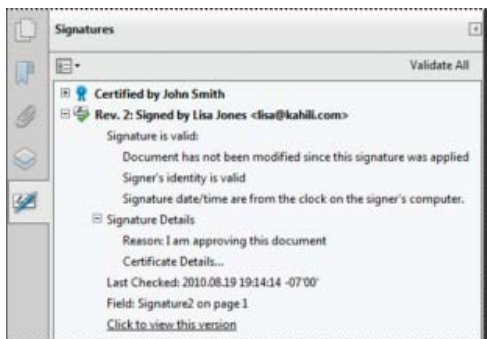 Signatures
Validate All
Certified by John Smith
Rev. 2: Signed by Lisa Jones <lisa@kahili.com>
Signature is valid:
Document has not been modified since this signature was applied
Signer's identity is valid
Signature date/time are from the clock on the signer's computer.
Signature Details
Reason: I am approving this document
Certificate Details...
Last Checked: 2010.08.19 19:14:14 -07'00'
Field: Signature2 on page 1
Click to view this version